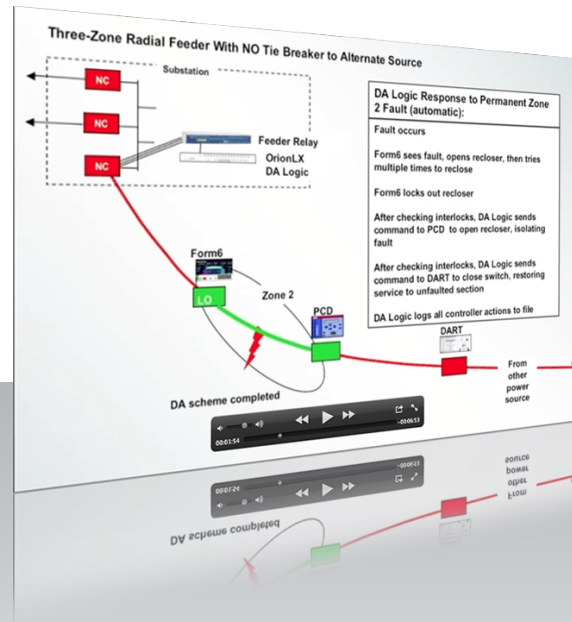 Three-Zone Radial Feeder With NO Tie Breaker to Alternate Source
Substation
NC
NC
NC
Feeder Relay
OrionLX
DA Logic
DA Logic Response to Permanent Zone
2 Fault (automatic):
Fault occurs
Form6 sees fault, opens recloser, then tries
multiple times to reclose
Form6 locks out recloser
After checking interlocks, DA Logic sends
command to PCD to open recloser, isolating
fault
After checking interlocks, DA Logic sends
command to DART to close switch, restoring
service to unfaulted section
DA Logic logs all controller actions to file
Form6
LO
Zone 2
PCD
DART
From
other
power
source
DA scheme completed
00:01:54
-00:06:53